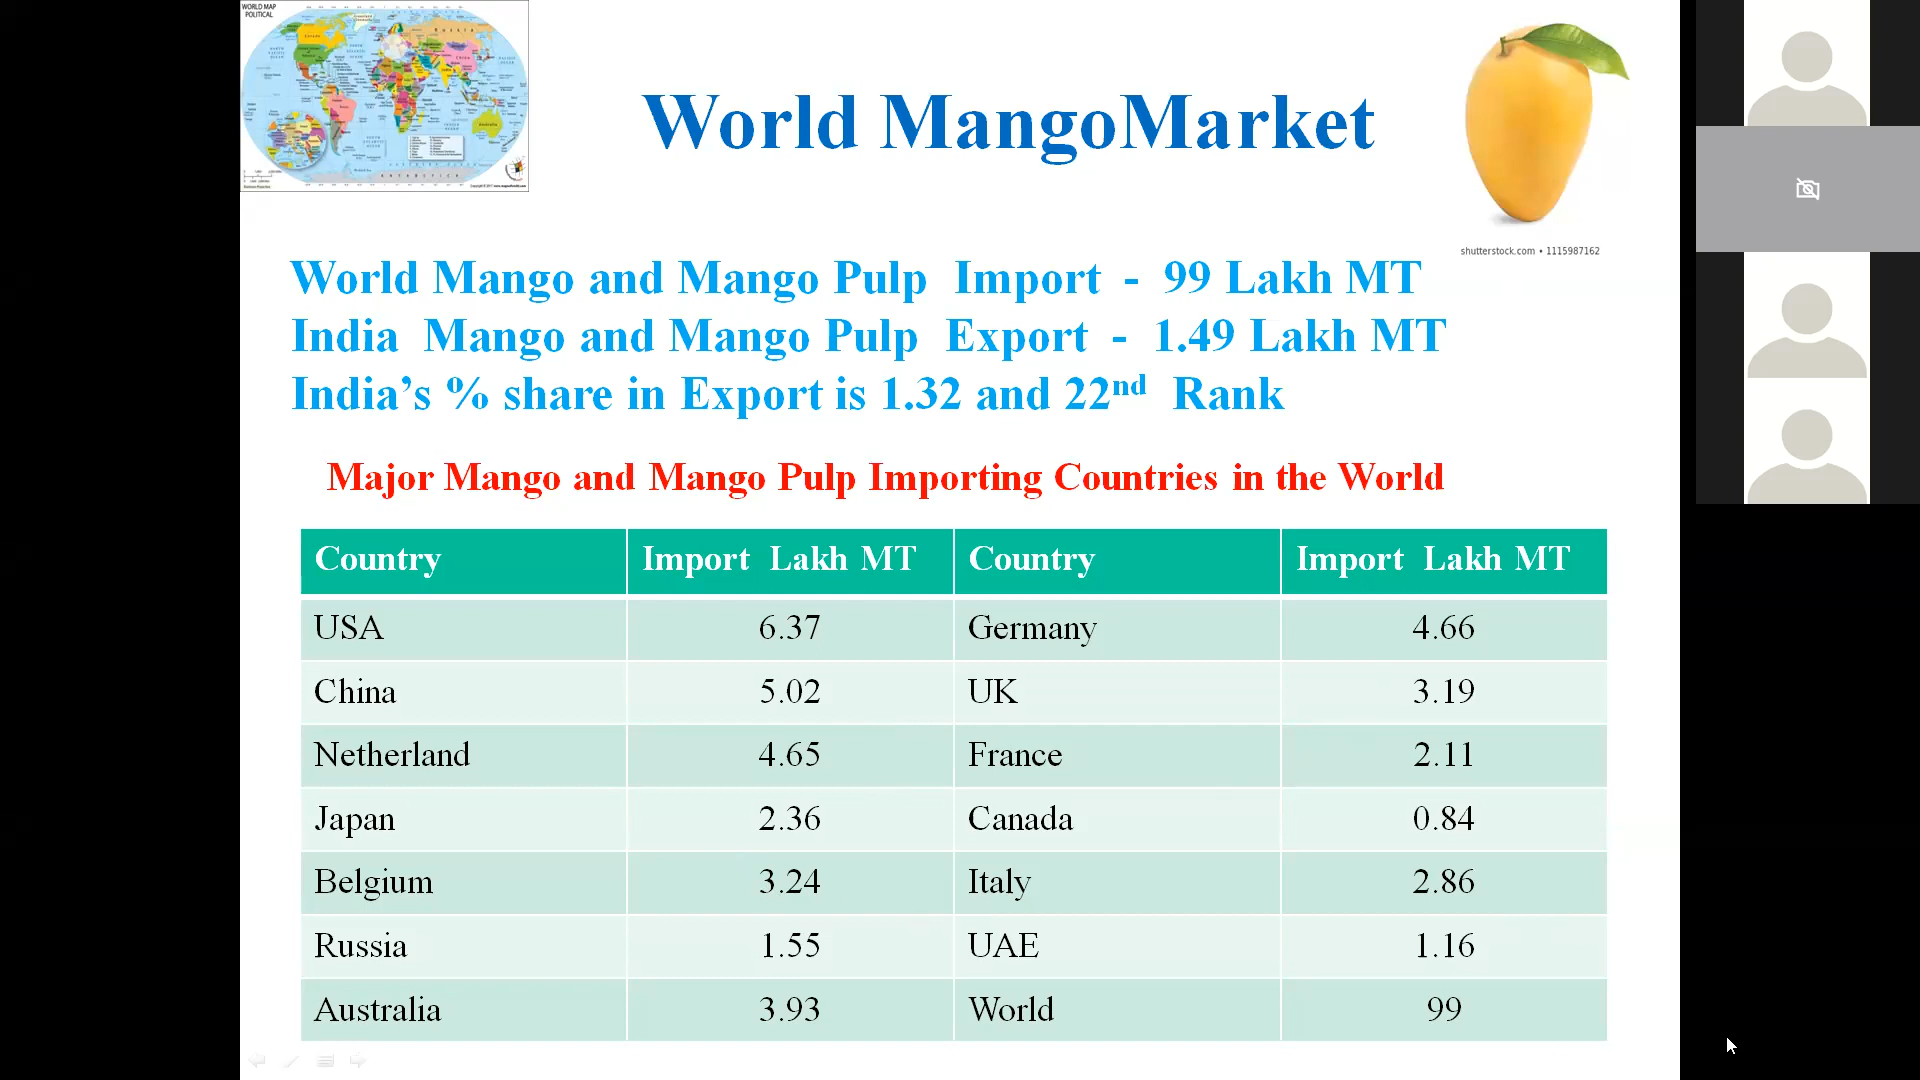 WORLD MAP
POLITICAL
World MangoMarket
shutterstock.com • 1115987162
World Mango and Mango Pulp Import - 99 Lakh MT
India Mango and Mango Pulp Export - 1.49 Lakh MT
India’s % share in Export is 1.32 and 22nd Rank
Major Mango and Mango Pulp Importing Countries in the World
Country Import Lakh MT Country Import Lakh MT
USA 6.37 Germany 4.66
China 5.02 UK 3.19
Netherland 4.65 France 2.11
Japan 2.36 Canada 0.84
Belgium 3.24 Italy 2.86
Russia 1.55 UAE 1.16
Australia 3.93 World 99